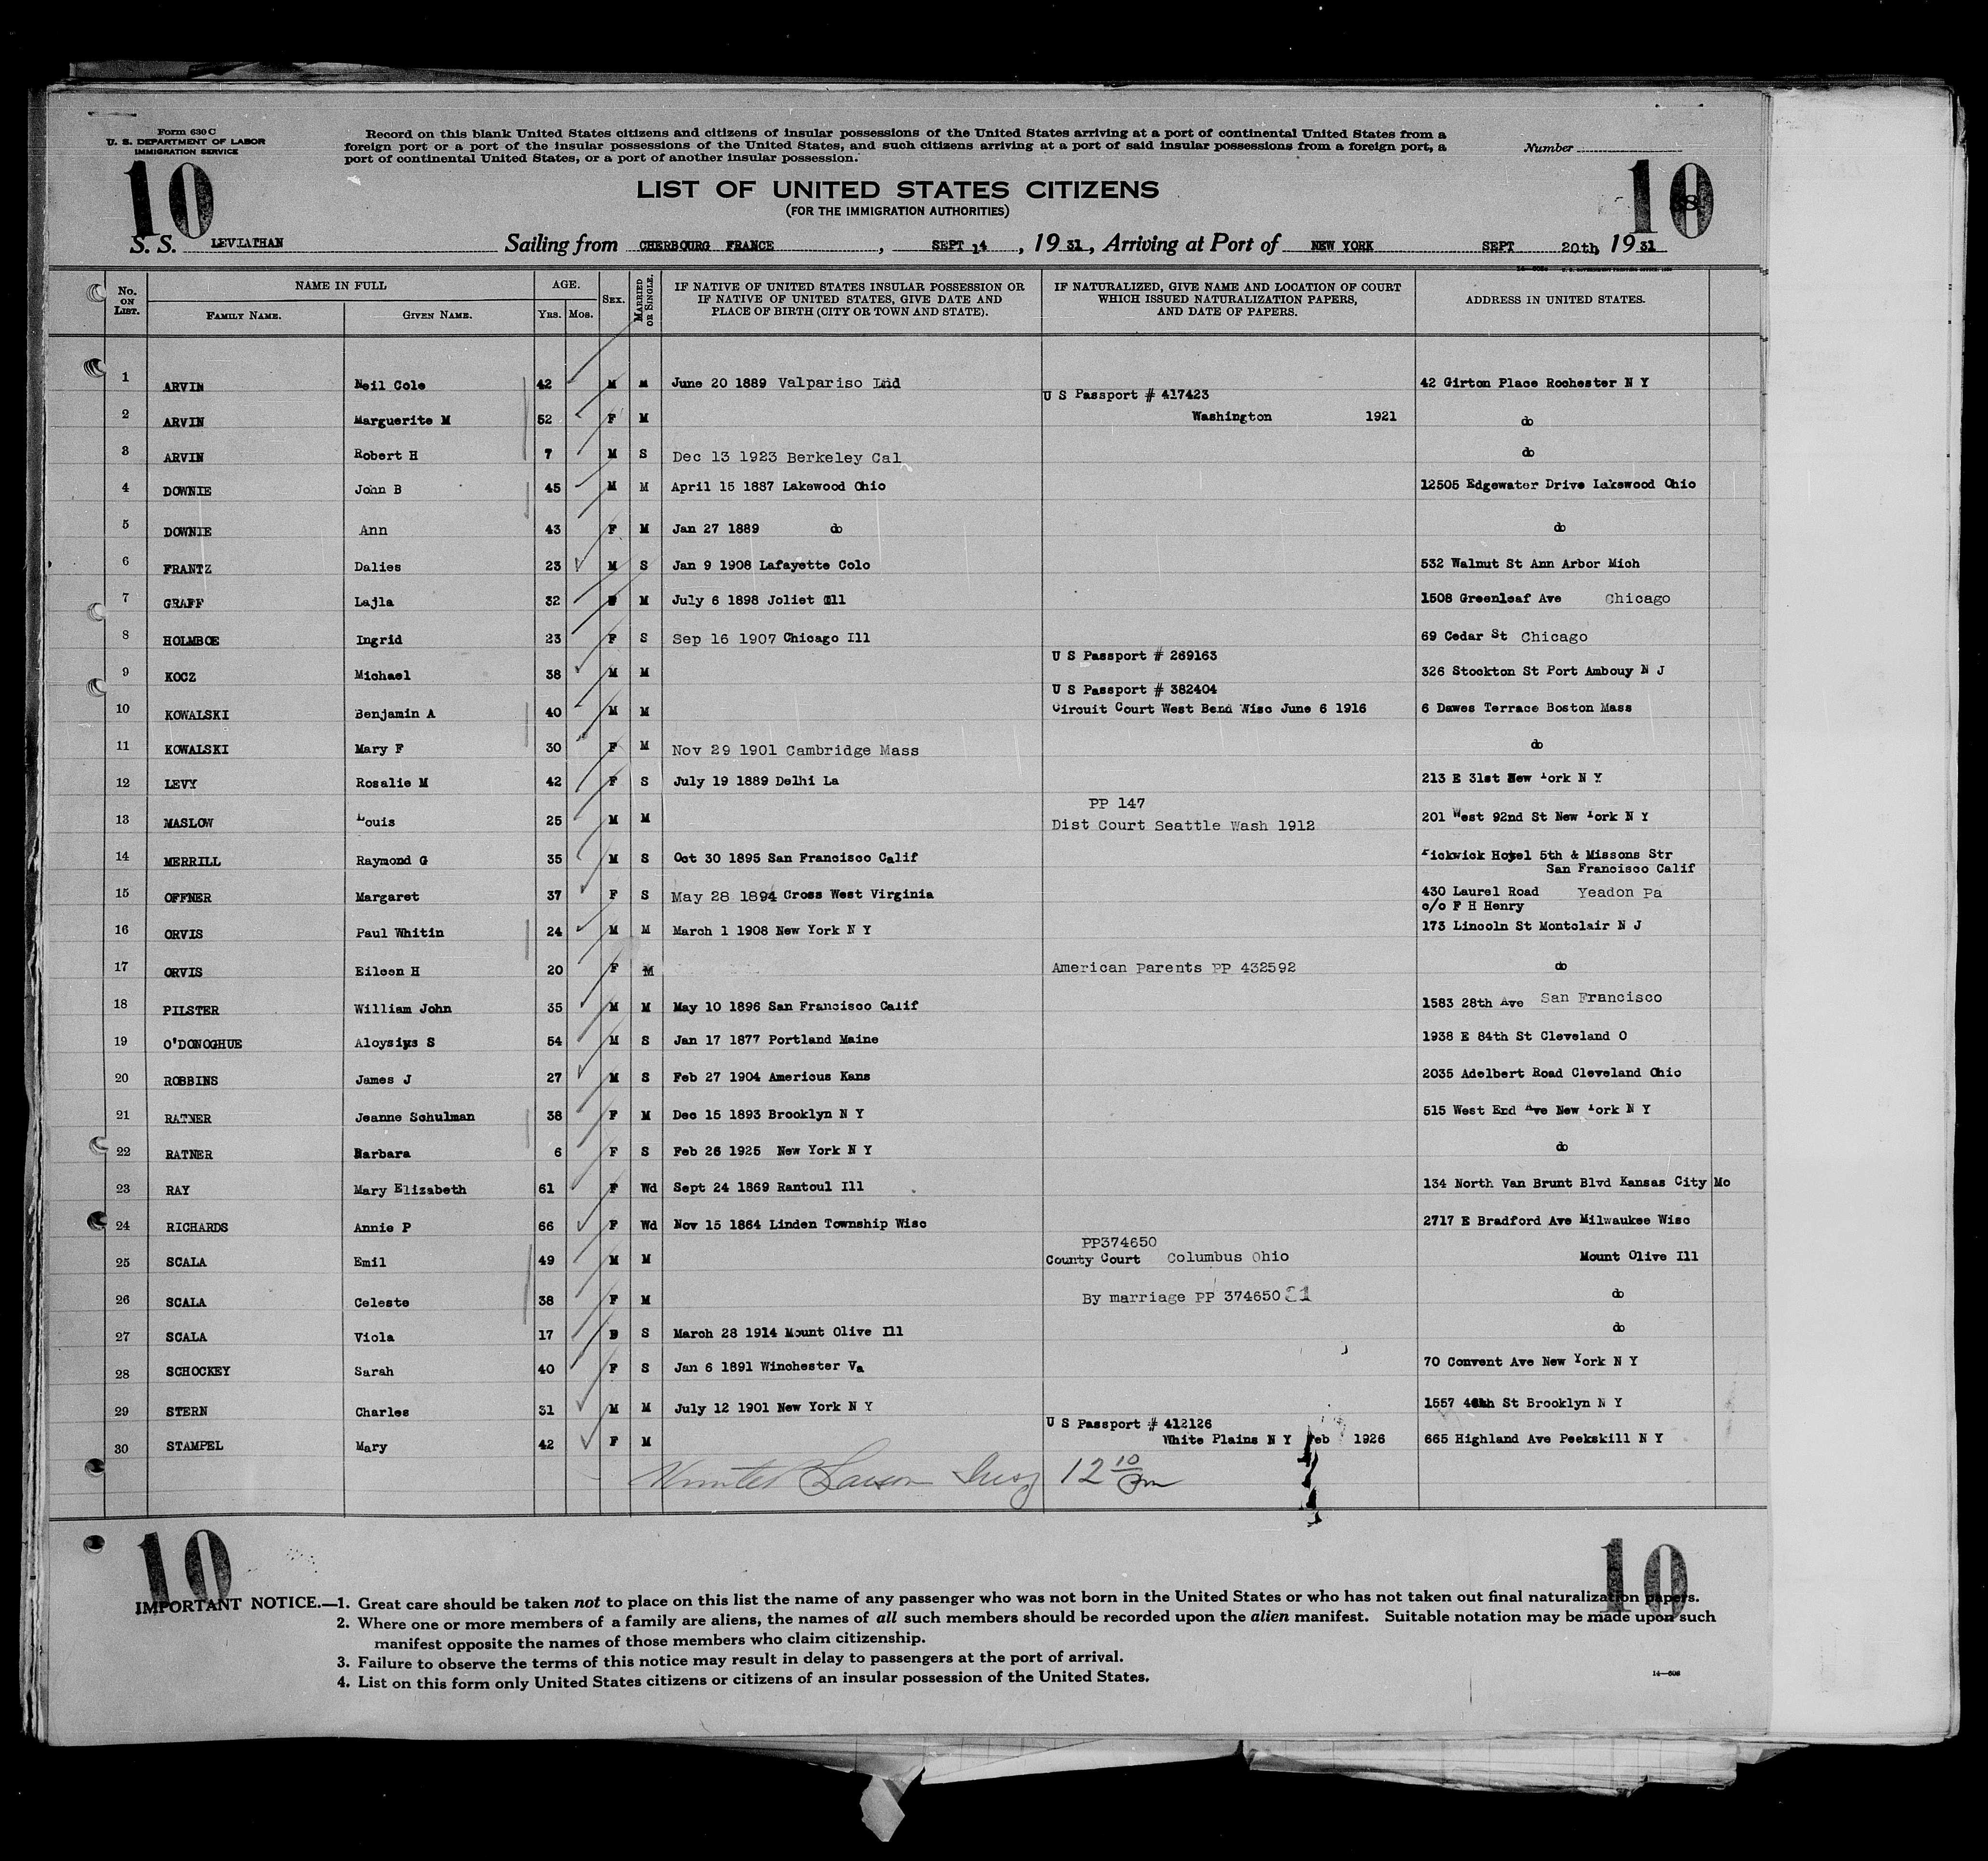 Form 630 C
U. S. DEPARTMENT OF LABOR
IMMIGRATION SERVICE
10
Record on this blank United States citizens and citizens of insular possessions of the United States arriving at a port of continental United States from a
foreign port or a port of the insular possessions of the United States, and such citizens arriving at a port of said insular possessions from a foreign port, a
port of continental United States, or a port of another insular possession.
Number
10
LIST OF UNITED STATES CITIZENS
(FOR THE IMMIGRATION AUTHORITIES)
S. S. LEVIATHAN Sailing from CHERBOURG FRANCE , SEPT 14 , 19 31, Arriving at Port of NEW YORK SEPT 20th, 19 31
No. ON LIST. NAME IN FULL FAMILY NAME. GIVEN NAME. AGE. YRS. MOS. SEX. MARRIED OR SINGLE. IF NATIVE OF UNITED STATES INSULAR POSSESSION OR IF NATIVE OF UNITED STATES, GIVE DATE AND PLACE OF BIRTH (CITY OR TOWN AND STATE). IF NATURALIZED, GIVE NAME AND LOCATION OF COURT WHICH ISSUED NATURALIZATION PAPERS, AND DATE OF PAPERS. ADDRESS IN UNITED STATES.
1 ARVIN Neil Cole 42 M M June 20 1889 Valpariso Ind 42 Girton Place Rochester N Y
U S Passport # 417423
2 ARVIN Marguerite M 52 F M Washington 1921 do
3 ARVIN Robert H 7 M S Dec 13 1923 Berkeley Cal do
4 DOWNIE John B 45 M M April 15 1887 Lakewood Ohio 12505 Edgewater Drive Lakewood Ohio
5 DOWNIE Ann 43 F M Jan 27 1889 do do
6 FRANTZ Dalies 23 M S Jan 9 1908 Lafayette Colo 532 Walnut St Ann Arbor Mich
7 GRAFF Lajla 32 M July 6 1898 Joliet Ill 1508 Greenleaf Ave Chicago
8 HOLMBOE Ingrid 23 F S Sep 16 1907 Chicago Ill 69 Cedar St Chicago
U S Passport # 269163
9 KOCZ Michael 38 M M 326 Stockton St Port Ambouy N J
U S Passport # 382404
10 KOWALSKI Benjamin A 40 M M Circuit Court West Bend Wisc June 6 1916 6 Dawes Terrace Boston Mass
11 KOWALSKI Mary F 30 F M Nov 29 1901 Cambridge Mass do
12 LEVY Rosalie M 42 F S July 19 1889 Delhi La 213 E 31st New York N Y
PP 147
13 MASLOW Louis 25 M M Dist Court Seattle Wash 1912 201 West 92nd St New York N Y
14 MERRILL Raymond G 35 M S Oct 30 1895 San Francisco Calif Pickwick Hotel 5th & Missons Str
San Francisco Calif
15 OFFNER Margaret 37 F S May 28 1894 Cross West Virginia 430 Laurel Road Yeadon Pa
c/o F H Henry
16 ORVIS Paul Whitin 24 M M March 1 1908 New York N Y 173 Lincoln St Montclair N J
17 ORVIS Eileen H 20 F M American Parents PP 432592 do
18 PILSTER William John 35 M M May 10 1896 San Francisco Calif 1583 28th Ave San Francisco
19 O'DONOGHUE Aloysius S 54 M S Jan 17 1877 Portland Maine 1938 E 84th St Cleveland O
20 ROBBINS James J 27 M S Feb 27 1904 Americus Kans 2035 Adelbert Road Cleveland Ohio
21 RATNER Jeanne Schulman 38 F M Dec 15 1893 Brooklyn N Y 515 West End Ave New York N Y
22 RATNER Barbara 6 F S Feb 26 1925 New York N Y do
23 RAY Mary Elizabeth 61 F Wd Sept 24 1869 Rantoul Ill 134 North Van Brunt Blvd Kansas City Mo
24 RICHARDS Annie P 66 F Wd Nov 15 1864 Linden Township Wisc 2717 E Bradford Ave Milwaukee Wisc
PP374650
25 SCALA Emil 49 M M County Court Columbus Ohio Mount Olive Ill
26 SCALA Celeste 38 F M By marriage PP 374650 do
27 SCALA Viola 17 S March 28 1914 Mount Olive Ill do
28 SCHOCKEY Sarah 40 F S Jan 6 1891 Winchester Va 70 Convent Ave New York N Y
29 STERN Charles 31 M M July 12 1901 New York N Y 1557 St Brooklyn N Y
U S Passport # 412126
30 STAMPEL Mary 42 F M White Plains N Y Feb 1926 665 Highland Ave Peekskill N Y
12 10 Pm
10
10
IMPORTANT NOTICE.—1. Great care should be taken not to place on this list the name of any passenger who was not born in the United States or who has not taken out final naturalization papers.
2. Where one or more members of a family are aliens, the names of all such members should be recorded upon the alien manifest. Suitable notation may be made upon such
manifest opposite the names of those members who claim citizenship.
3. Failure to observe the terms of this notice may result in delay to passengers at the port of arrival.
4. List on this form only United States citizens or citizens of an insular possession of the United States.
14—608